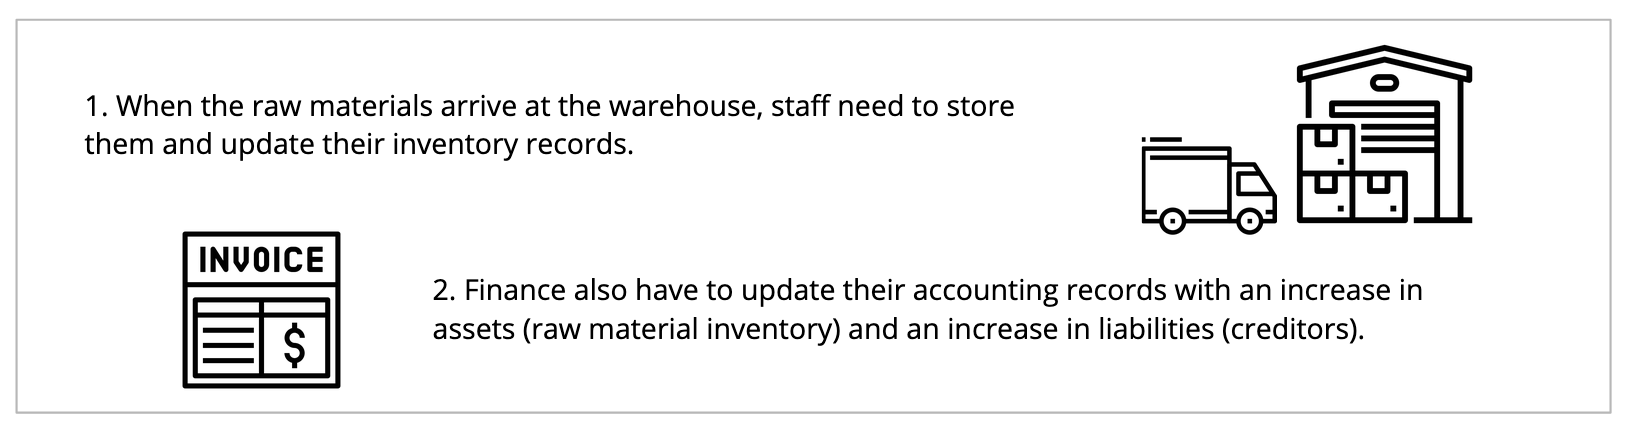 1. When the raw materials arrive at the warehouse, staff need to store
them and update their inventory records.
INVOICE
$
2. Finance also have to update their accounting records with an increase in
assets (raw material inventory) and an increase in liabilities (creditors).